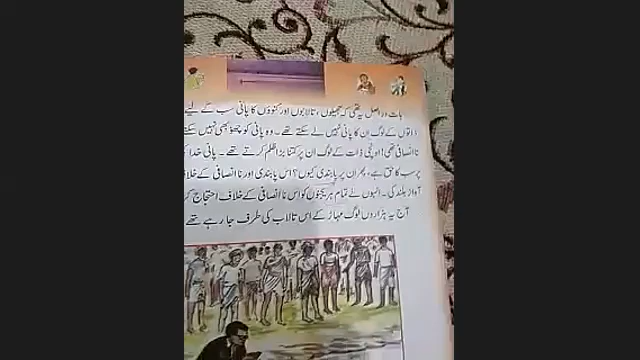 بات دراصل یہ تھی کہ جھیلوں، تالابوں اور کنوؤں کا پانی سب کے لیے
ذاتوں کے لوگ ان کا پانی نہیں لے سکتے تھے۔ وہ پانی کو چھو بھی نہیں سکتے
ناانصافی تھی! اونچی ذات کے لوگ ان پر کتنا بڑا ظلم کرتے تھے۔ پانی خدا کی
پر سب کا حق ہے، پھر ان پر پابندی کیوں؟ اس پابندی اور ناانصافی کے خلاف
آواز بلند کی۔ انہوں نے تمام ہریجنوں کو اس ناانصافی کے خلاف احتجاج کر
آج یہ ہزاروں لوگ مہاڑ کے اس تالاب کی طرف جا رہے تھے